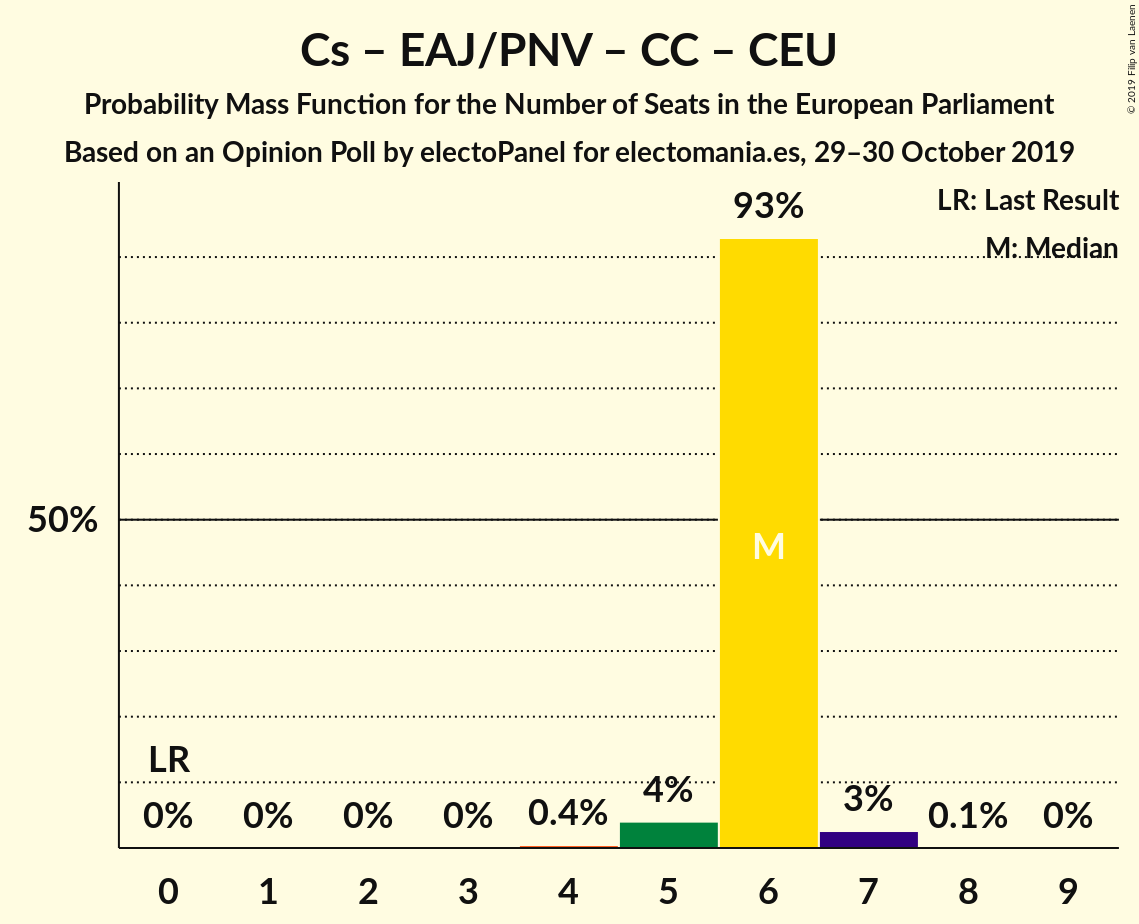 Cs – EAJ/PNV – CC – CEU
Probability Mass Function for the Number of Seats in the European Parliament
Based on an Opinion Poll by electoPanel for electomania.es, 29–30 October 2019
© 2019 Filip van Laenen
LR: Last Result
M: Median
93%
50%
M
LR
0% 0% 0% 0% 0.4% 4% 3% 0.1% 0%
0 1 2 3 4 5 6 7 8 9